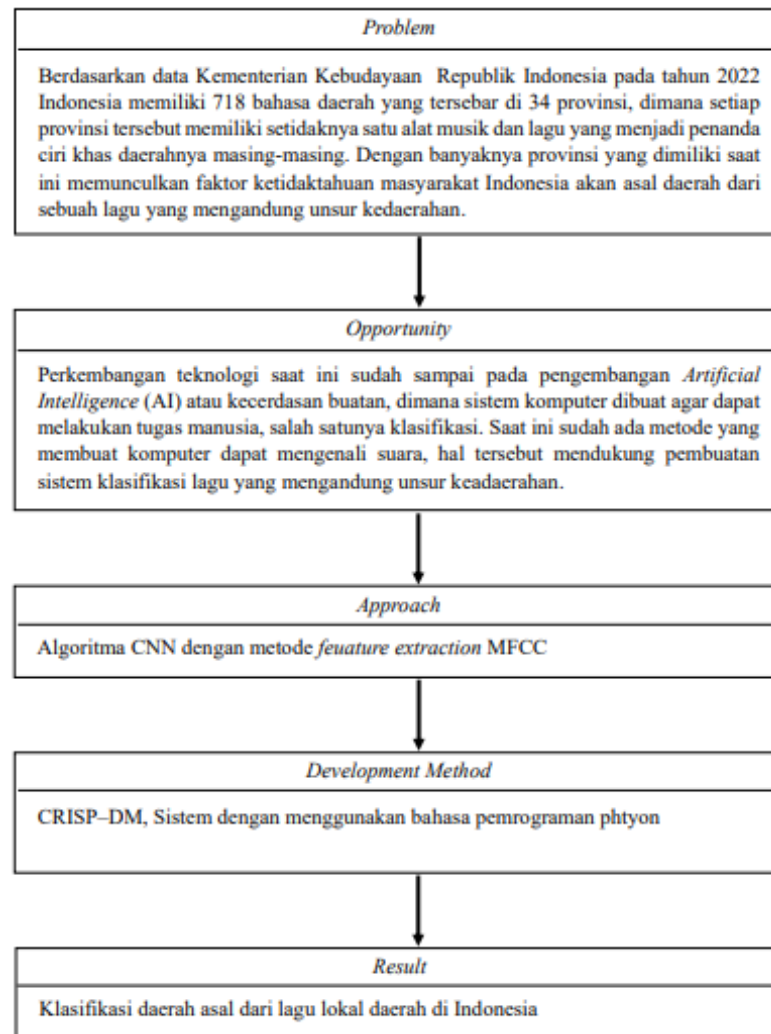 Problem
Berdasarkan data Kementerian Kebudayaan Republik Indonesia pada tahun 2022
Indonesia memiliki 718 bahasa daerah yang tersebar di 34 provinsi, dimana setiap
provinsi tersebut memiliki setidaknya satu alat musik dan lagu yang menjadi penanda
ciri khas daerahnya masing-masing. Dengan banyaknya provinsi yang dimiliki saat
ini memunculkan faktor ketidaktahuan masyarakat Indonesia akan asal daerah dari
sebuah lagu yang mengandung unsur kedaerahan.
Opportunity
Perkembangan teknologi saat ini sudah sampai pada pengembangan Artificial
Intelligence (AI) atau kecerdasan buatan, dimana sistem komputer dibuat agar dapat
melakukan tugas manusia, salah satunya klasifikasi. Saat ini sudah ada metode yang
membuat komputer dapat mengenali suara, hal tersebut mendukung pembuatan
sistem klasifikasi lagu yang mengandung unsur keadaerahan.
Approach
Algoritma CNN dengan metode feuature extraction MFCC
Development Method
CRISP–DM, Sistem dengan menggunakan bahasa pemrograman phtyon
Result
Klasifikasi daerah asal dari lagu lokal daerah di Indonesia